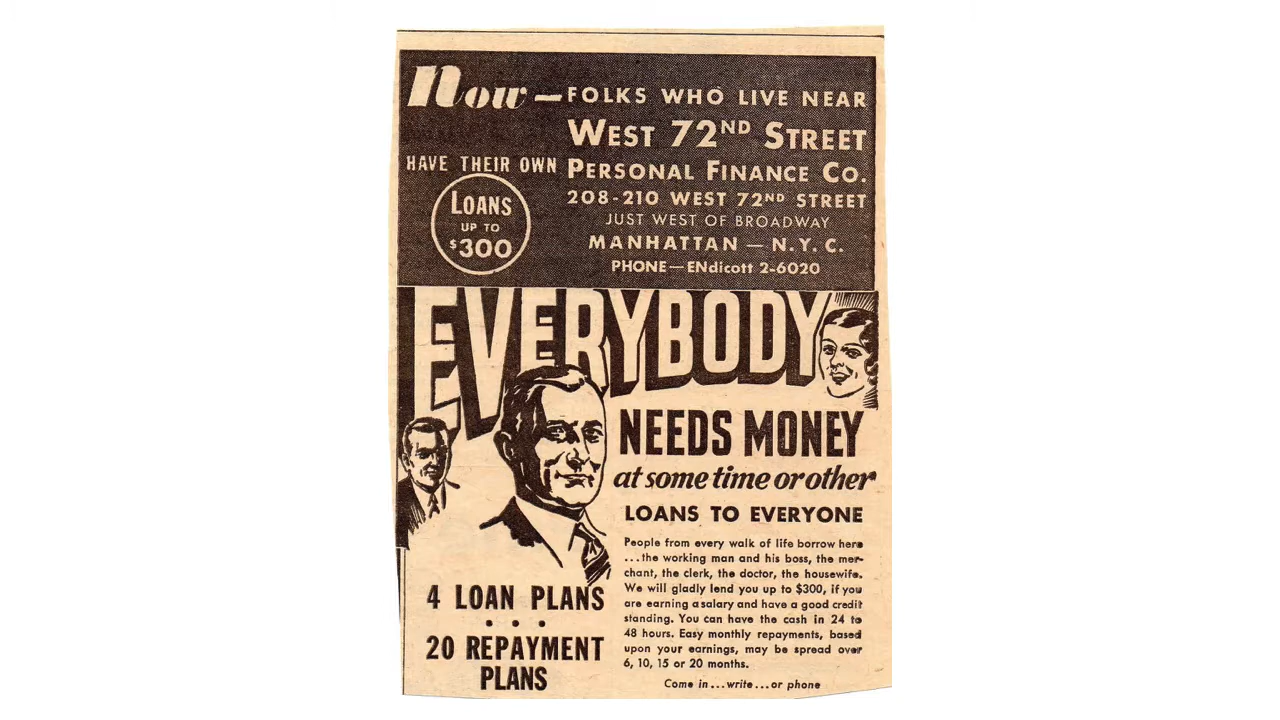 Now — FOLKS WHO LIVE NEAR
WEST 72ND STREET
HAVE THEIR OWN PERSONAL FINANCE CO.
208-210 WEST 72ND STREET
JUST WEST OF BROADWAY
MANHATTAN — N.Y.C.
PHONE—ENdicott 2-6020
LOANS
UP TO
$300
EVERYBODY
NEEDS MONEY
at some time or other
LOANS TO EVERYONE
People from every walk of life borrow here
...the working man and his boss, the mer-
chant, the clerk, the doctor, the housewife.
We will gladly lend you up to $300, if you
are earning a salary and have a good credit
standing. You can have the cash in 24 to
48 hours. Easy monthly repayments, based
upon your earnings, may be spread over
6, 10, 15 or 20 months.
Come in...write...or phone
4 LOAN PLANS
• • •
20 REPAYMENT
PLANS